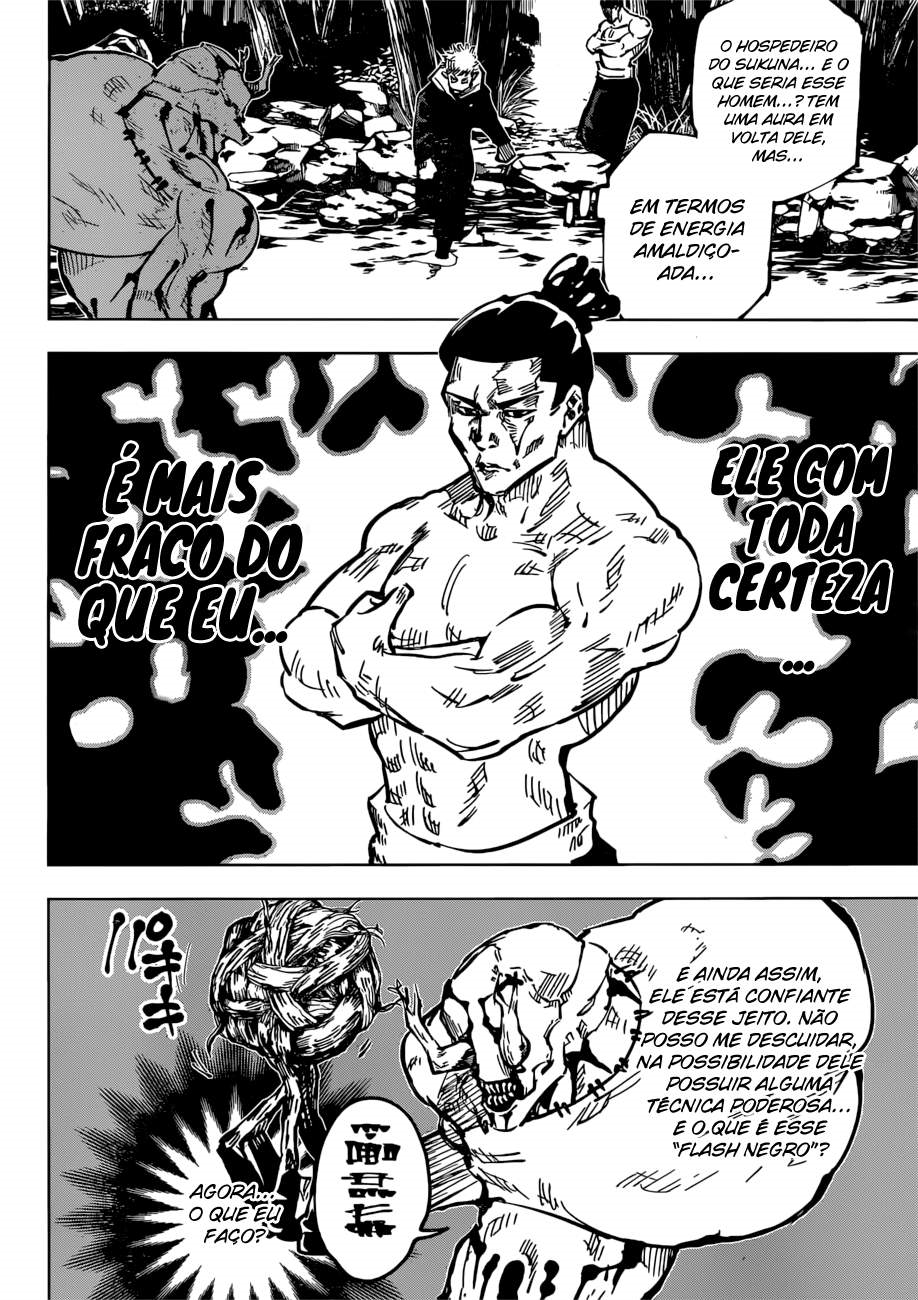 O HOSPEDEIRO
DO SUKUNA... E O
QUE SERIA ESSE
HOMEM...? TEM
UMA AURA EM
VOLTA DELE,
MAS...
EM TERMOS
DE ENERGIA
AMALDIÇO-
ADA...
ELE COM
TODA
CERTEZA
...
É MAIS
FRACO DO
QUE EU...
パキキ
E AINDA ASSIM,
ELE ESTÁ CONFIANTE
DESSE JEITO. NÃO
POSSO ME DESCUIDAR,
NA POSSIBILIDADE DELE
POSSUIR ALGUMA
TÉCNICA PODEROSA...
E O QUE É ESSE
"FLASH NEGRO"?
AGORA...
O QUE EU
FAÇO?